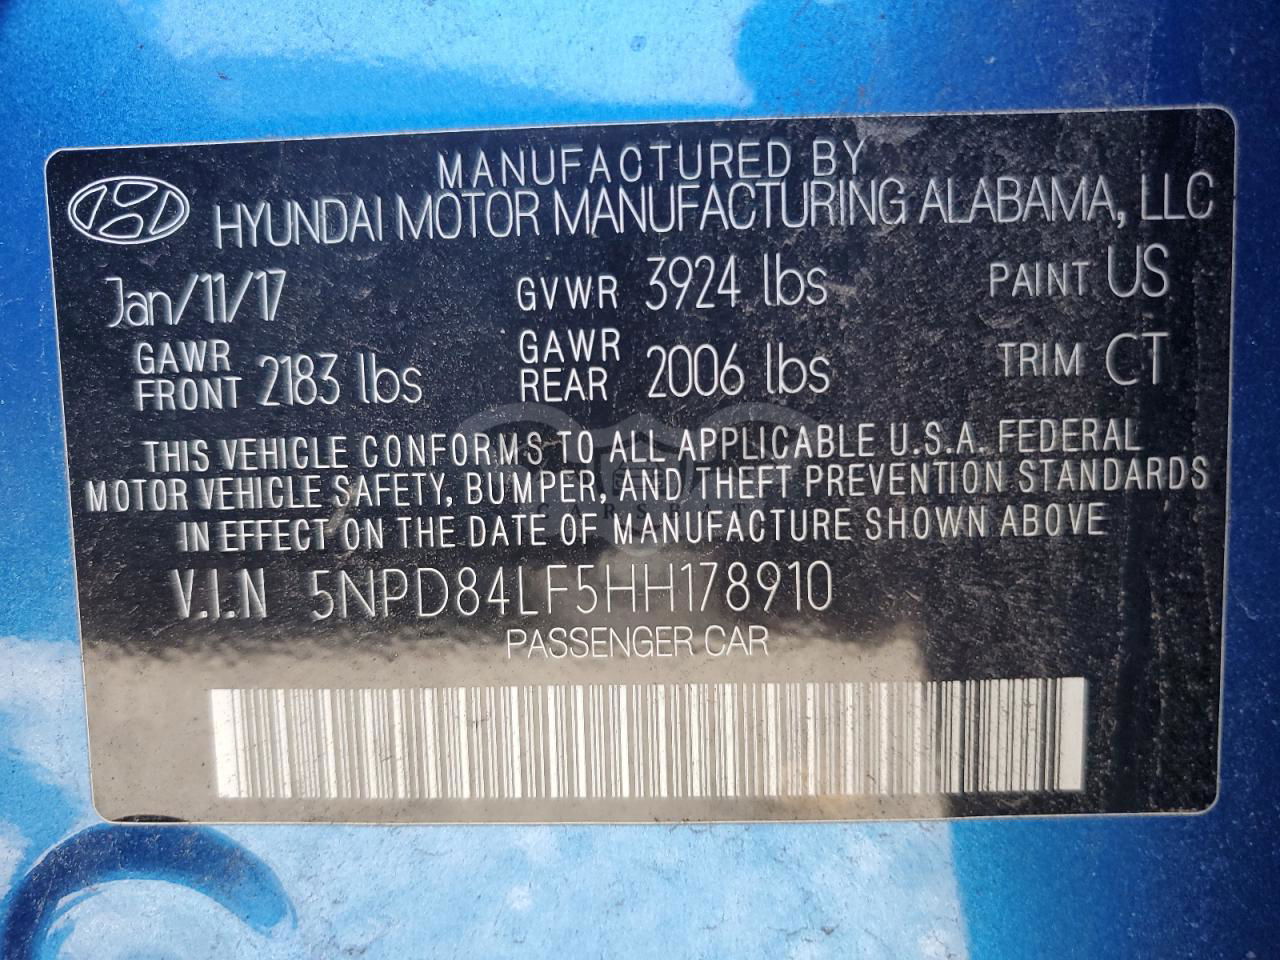 MANUFACTURED BY
HYUNDAI MOTOR MANUFACTURING ALABAMA, LLC
Jan/11/17 GVWR 3924 lbs PAINT US
GAWR FRONT 2183 lbs GAWR REAR 2006 lbs TRIM CT
THIS VEHICLE CONFORMS TO ALL APPLICABLE U.S.A. FEDERAL
MOTOR VEHICLE SAFETY, BUMPER, AND THEFT PREVENTION STANDARDS
IN EFFECT ON THE DATE OF MANUFACTURE SHOWN ABOVE
V.I.N 5NPD84LF5HH178910
PASSENGER CAR